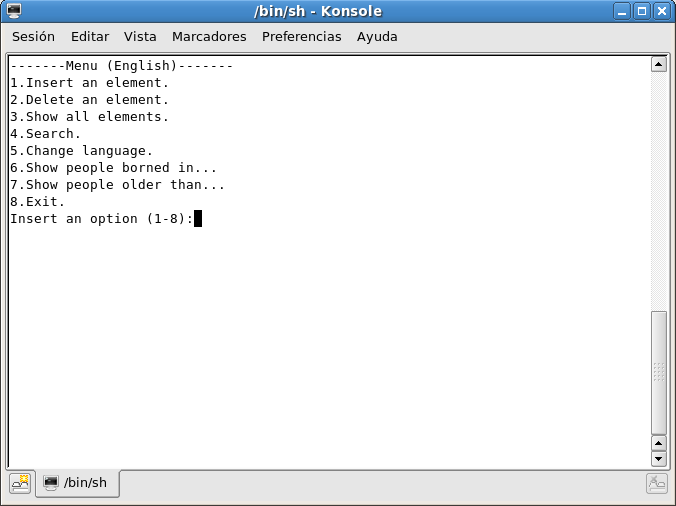 /bin/sh - Konsole
Sesión Editar Vista Marcadores Preferencias Ayuda
-------Menu (English)-------
1.Insert an element.
2.Delete an element.
3.Show all elements.
4.Search.
5.Change language.
6.Show people borned in...
7.Show people older than...
8.Exit.
Insert an option (1-8):
/bin/sh